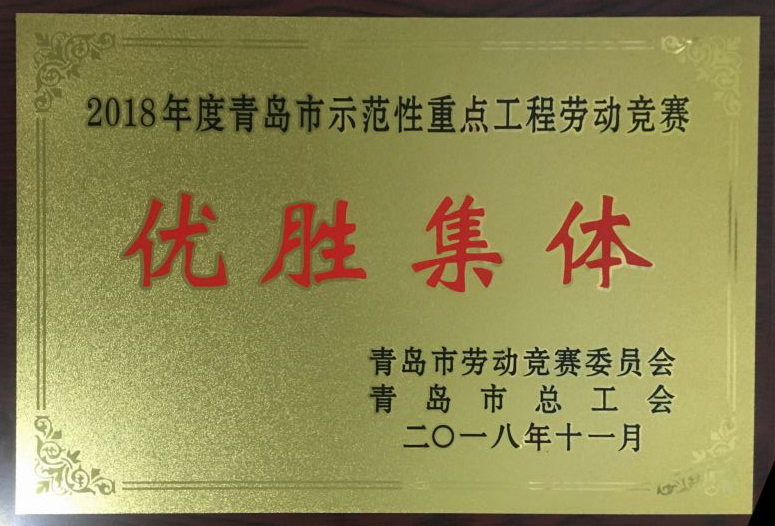 2018年度青岛市示范性重点工程劳动竞赛
优胜集体
青岛市劳动竞赛委员会
青岛市总工会
二〇一八年十一月